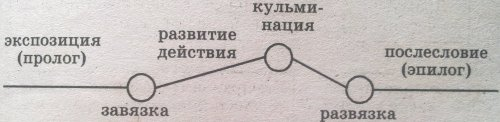 экспозиция
(пролог)
завязка
развитие
действия
кульми-
нация
развязка
послесловие
(эпилог)